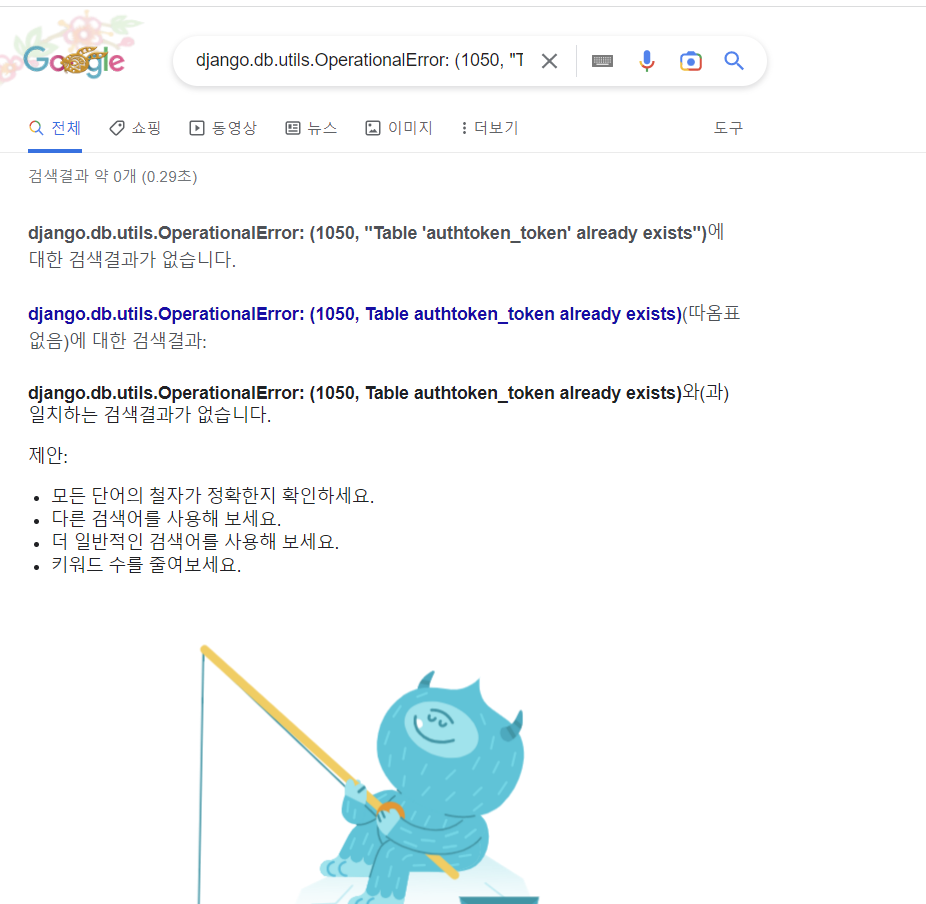 Google
django.db.utils.OperationalError: (1050, "T
전체
쇼핑
동영상
뉴스
이미지
더보기
도구
검색결과 약 0개 (0.29초)
django.db.utils.OperationalError: (1050, "Table 'authtoken_token' already exists")에
대한 검색결과가 없습니다.
django.db.utils.OperationalError: (1050, Table authtoken_token already exists)(따옴표
없음)에 대한 검색결과:
django.db.utils.OperationalError: (1050, Table authtoken_token already exists)와(과)
일치하는 검색결과가 없습니다.
제안:
모든 단어의 철자가 정확한지 확인하세요.
다른 검색어를 사용해 보세요.
더 일반적인 검색어를 사용해 보세요.
키워드 수를 줄여보세요.